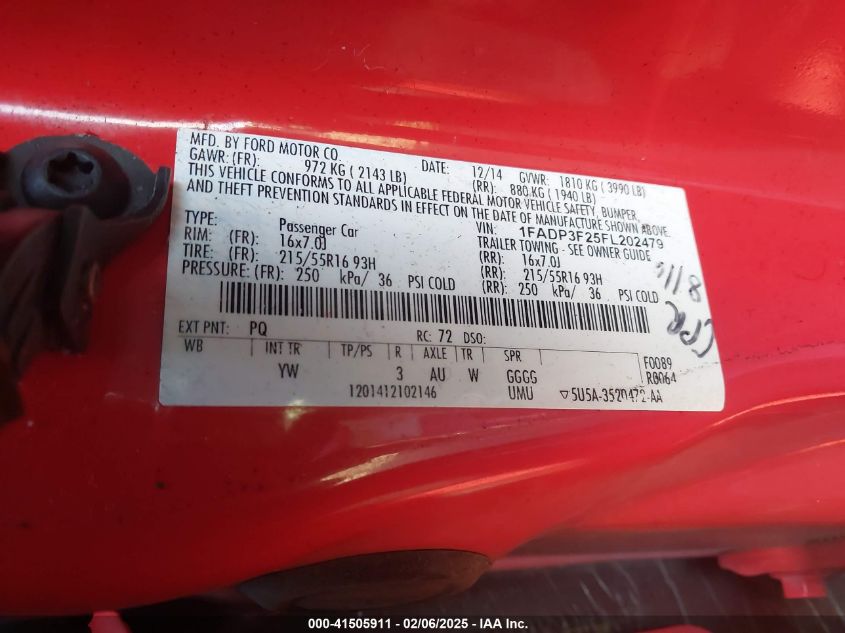 MFD. BY FORD MOTOR CO. DATE: 12/14 GVWR: 1810 KG ( 3990 LB)
GAWR: (FR): 972 KG ( 2143 LB) (RR): 880 KG ( 1940 LB)
THIS VEHICLE CONFORMS TO ALL APPLICABLE FEDERAL MOTOR VEHICLE SAFETY, BUMPER,
AND THEFT PREVENTION STANDARDS IN EFFECT ON THE DATE OF MANUFACTURE SHOWN ABOVE.
VIN: 1FADP3F25FL202479
TYPE: Passenger Car TRAILER TOWING - SEE OWNER GUIDE
RIM: (FR): 16x7.0J (RR): 16x7.0J
TIRE: (FR): 215/55R16 93H (RR): 215/55R16 93H
PRESSURE: (FR): 250 kPa/ 36 PSI COLD (RR): 250 kPa/ 36 PSI COLD
EXT PNT: PQ RC: 72 DSO:
WB INT TR TP/PS R AXLE TR SPR F0089
YW 3 AU W GGGG R0064
1201412102146 UMU ▽5U5A-3520472-AA
000-41505911 - 02/06/2025 - IAA Inc.